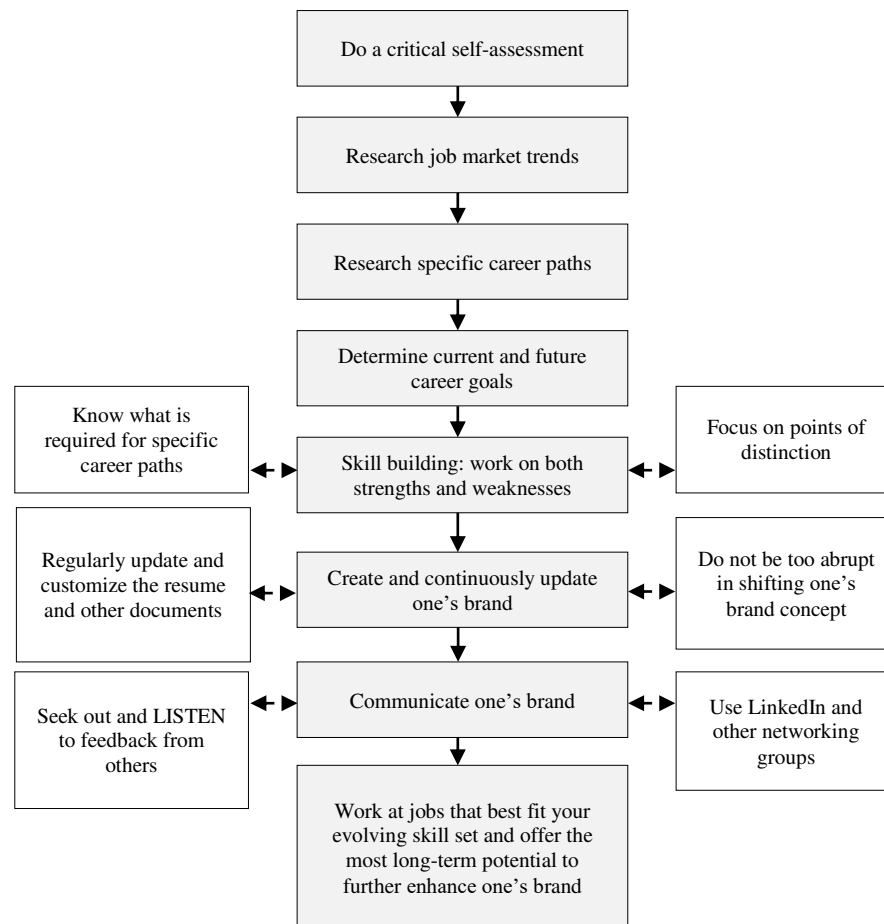 Do a critical self-assessment
Research job market trends
Research specific career paths
Determine current and future
career goals
Know what is
required for specific
career paths
Skill building: work on both
strengths and weaknesses
Focus on points of
distinction
Regularly update and
customize the resume
and other documents
Create and continuously update
one’s brand
Do not be too abrupt
in shifting one’s
brand concept
Seek out and LISTEN
to feedback from
others
Communicate one’s brand
Use LinkedIn and
other networking
groups
Work at jobs that best fit your
evolving skill set and offer the
most long-term potential to
further enhance one’s brand